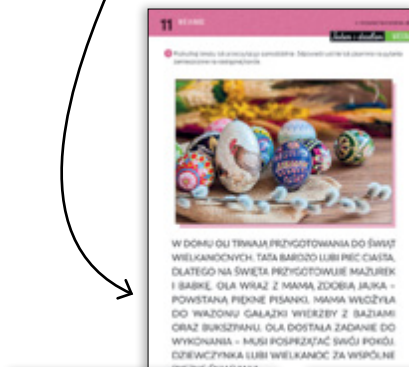 11
W DOMU OLI TRWAJĄ PRZYGOTOWANIA DO ŚWIĄT
WIELKANOCNYCH. TATA BARDZO LUBI PIEC CIASTA,
DLATEGO NA ŚWIĘTA PRZYGOTOWUJE MAZUREK
I BABKĘ. OLA WRAZ Z MAMĄ ZDOBIĄ JAJKA –
POWSTANĄ PIĘKNE PISANKI. MAMA WŁOŻYŁA
DO WAZONU GAŁĄZKI WIERZBY Z BAZIAMI
ORAZ BUKSZPANU. OLA DOSTAŁA ZADANIE DO
WYKONANIA – MUSI POSPRZĄTAĆ SWÓJ POKÓJ.
DZIEWCZYNKA LUBI WIELKANOC ZA WSPÓLNE